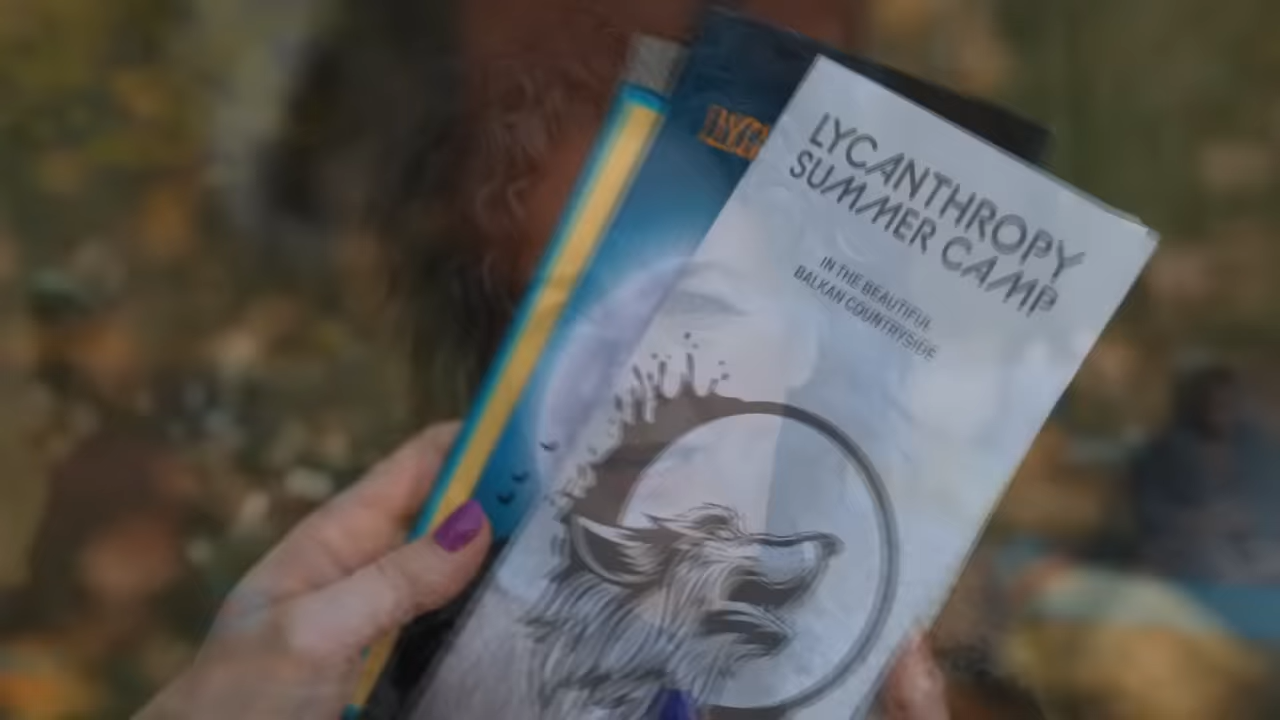 LYCANTHROPY
SUMMER CAMP
IN THE BEAUTIFUL
BALKAN COUNTRYSIDE